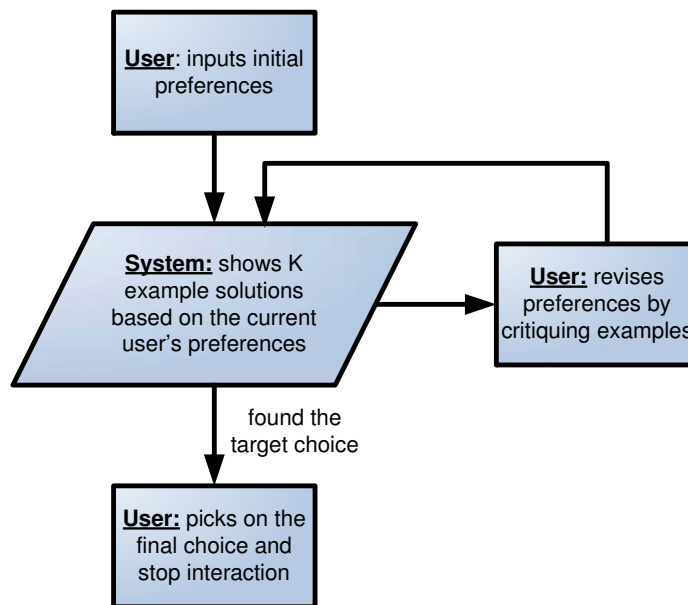 User: inputs initial
preferences
System: shows K
example solutions
based on the current
user's preferences
User: revises
preferences by
critiquing examples
found the
target choice
User: picks on the
final choice and
stop interaction